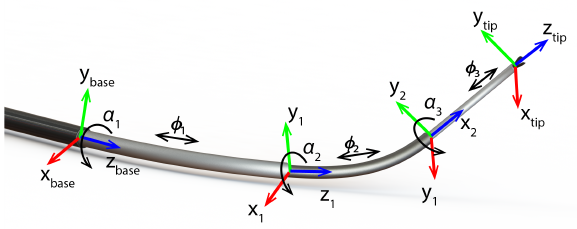 y_tip
z_tip
ϕ_3
x_tip
y_base
α_1
ϕ_1
z_base
x_base
y_1
α_2
ϕ_2
z_1
x_1
y_2
α_3
x_2
y_1